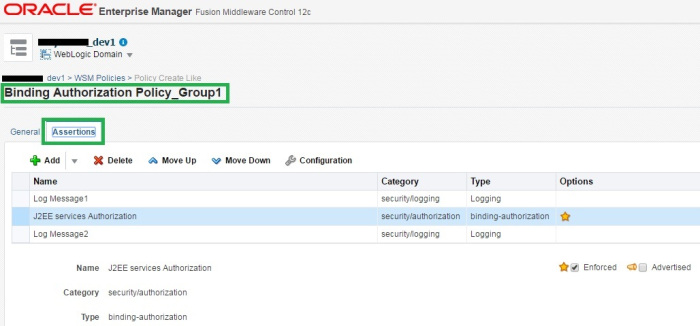 ORACLE Enterprise Manager Fusion Middleware Control 12c
_dev1
WebLogic Domain
dev1 > WSM Policies > Policy Create Like
Binding Authorization Policy_Group1
General Assertions
Add Delete Move Up Move Down Configuration
Name Category Type Options
Log Message1 security/logging Logging
J2EE services Authorization security/authorization binding-authorization
Log Message2 security/logging Logging
Name J2EE services Authorization Enforced Advertised
Category security/authorization
Type binding-authorization